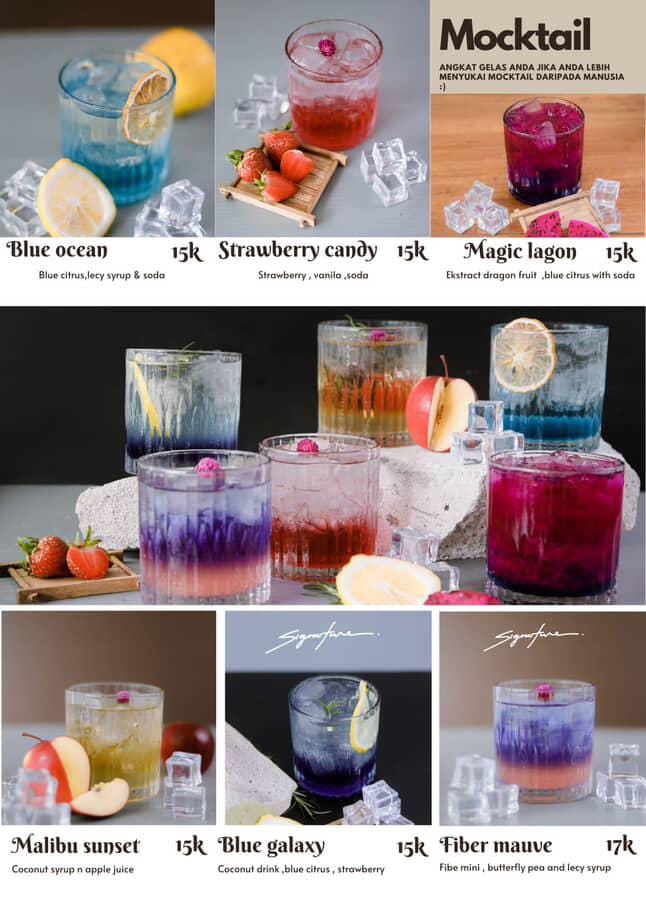 Mocktail
ANGKAT GELAS ANDA JIKA ANDA LEBIH
MENYUKAI MOCKTAIL DARIPADA MANUSIA
:)
Blue ocean 15k
Blue citrus,lecy syrup & soda
Strawberry candy 15k
Strawberry , vanila ,soda
Magic lagon 15k
Ekstract dragon fruit ,blue citrus with soda
Malibu sunset 15k
Coconut syrup n apple juice
Signature.
Blue galaxy 15k
Coconut drink ,blue citrus , strawberry
Signature.
Fiber mauve 17k
Fibe mini , butterfly pea and lecy syrup